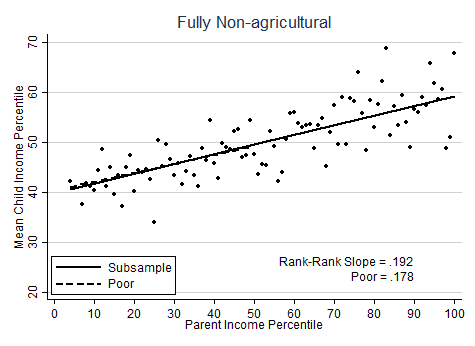 Fully Non-agricultural
70
60
50
40
30
20
Mean Child Income Percentile
Rank-Rank Slope = .192
Poor = .178
Subsample
Poor
0 10 20 30 40 50 60 70 80 90 100
Parent Income Percentile